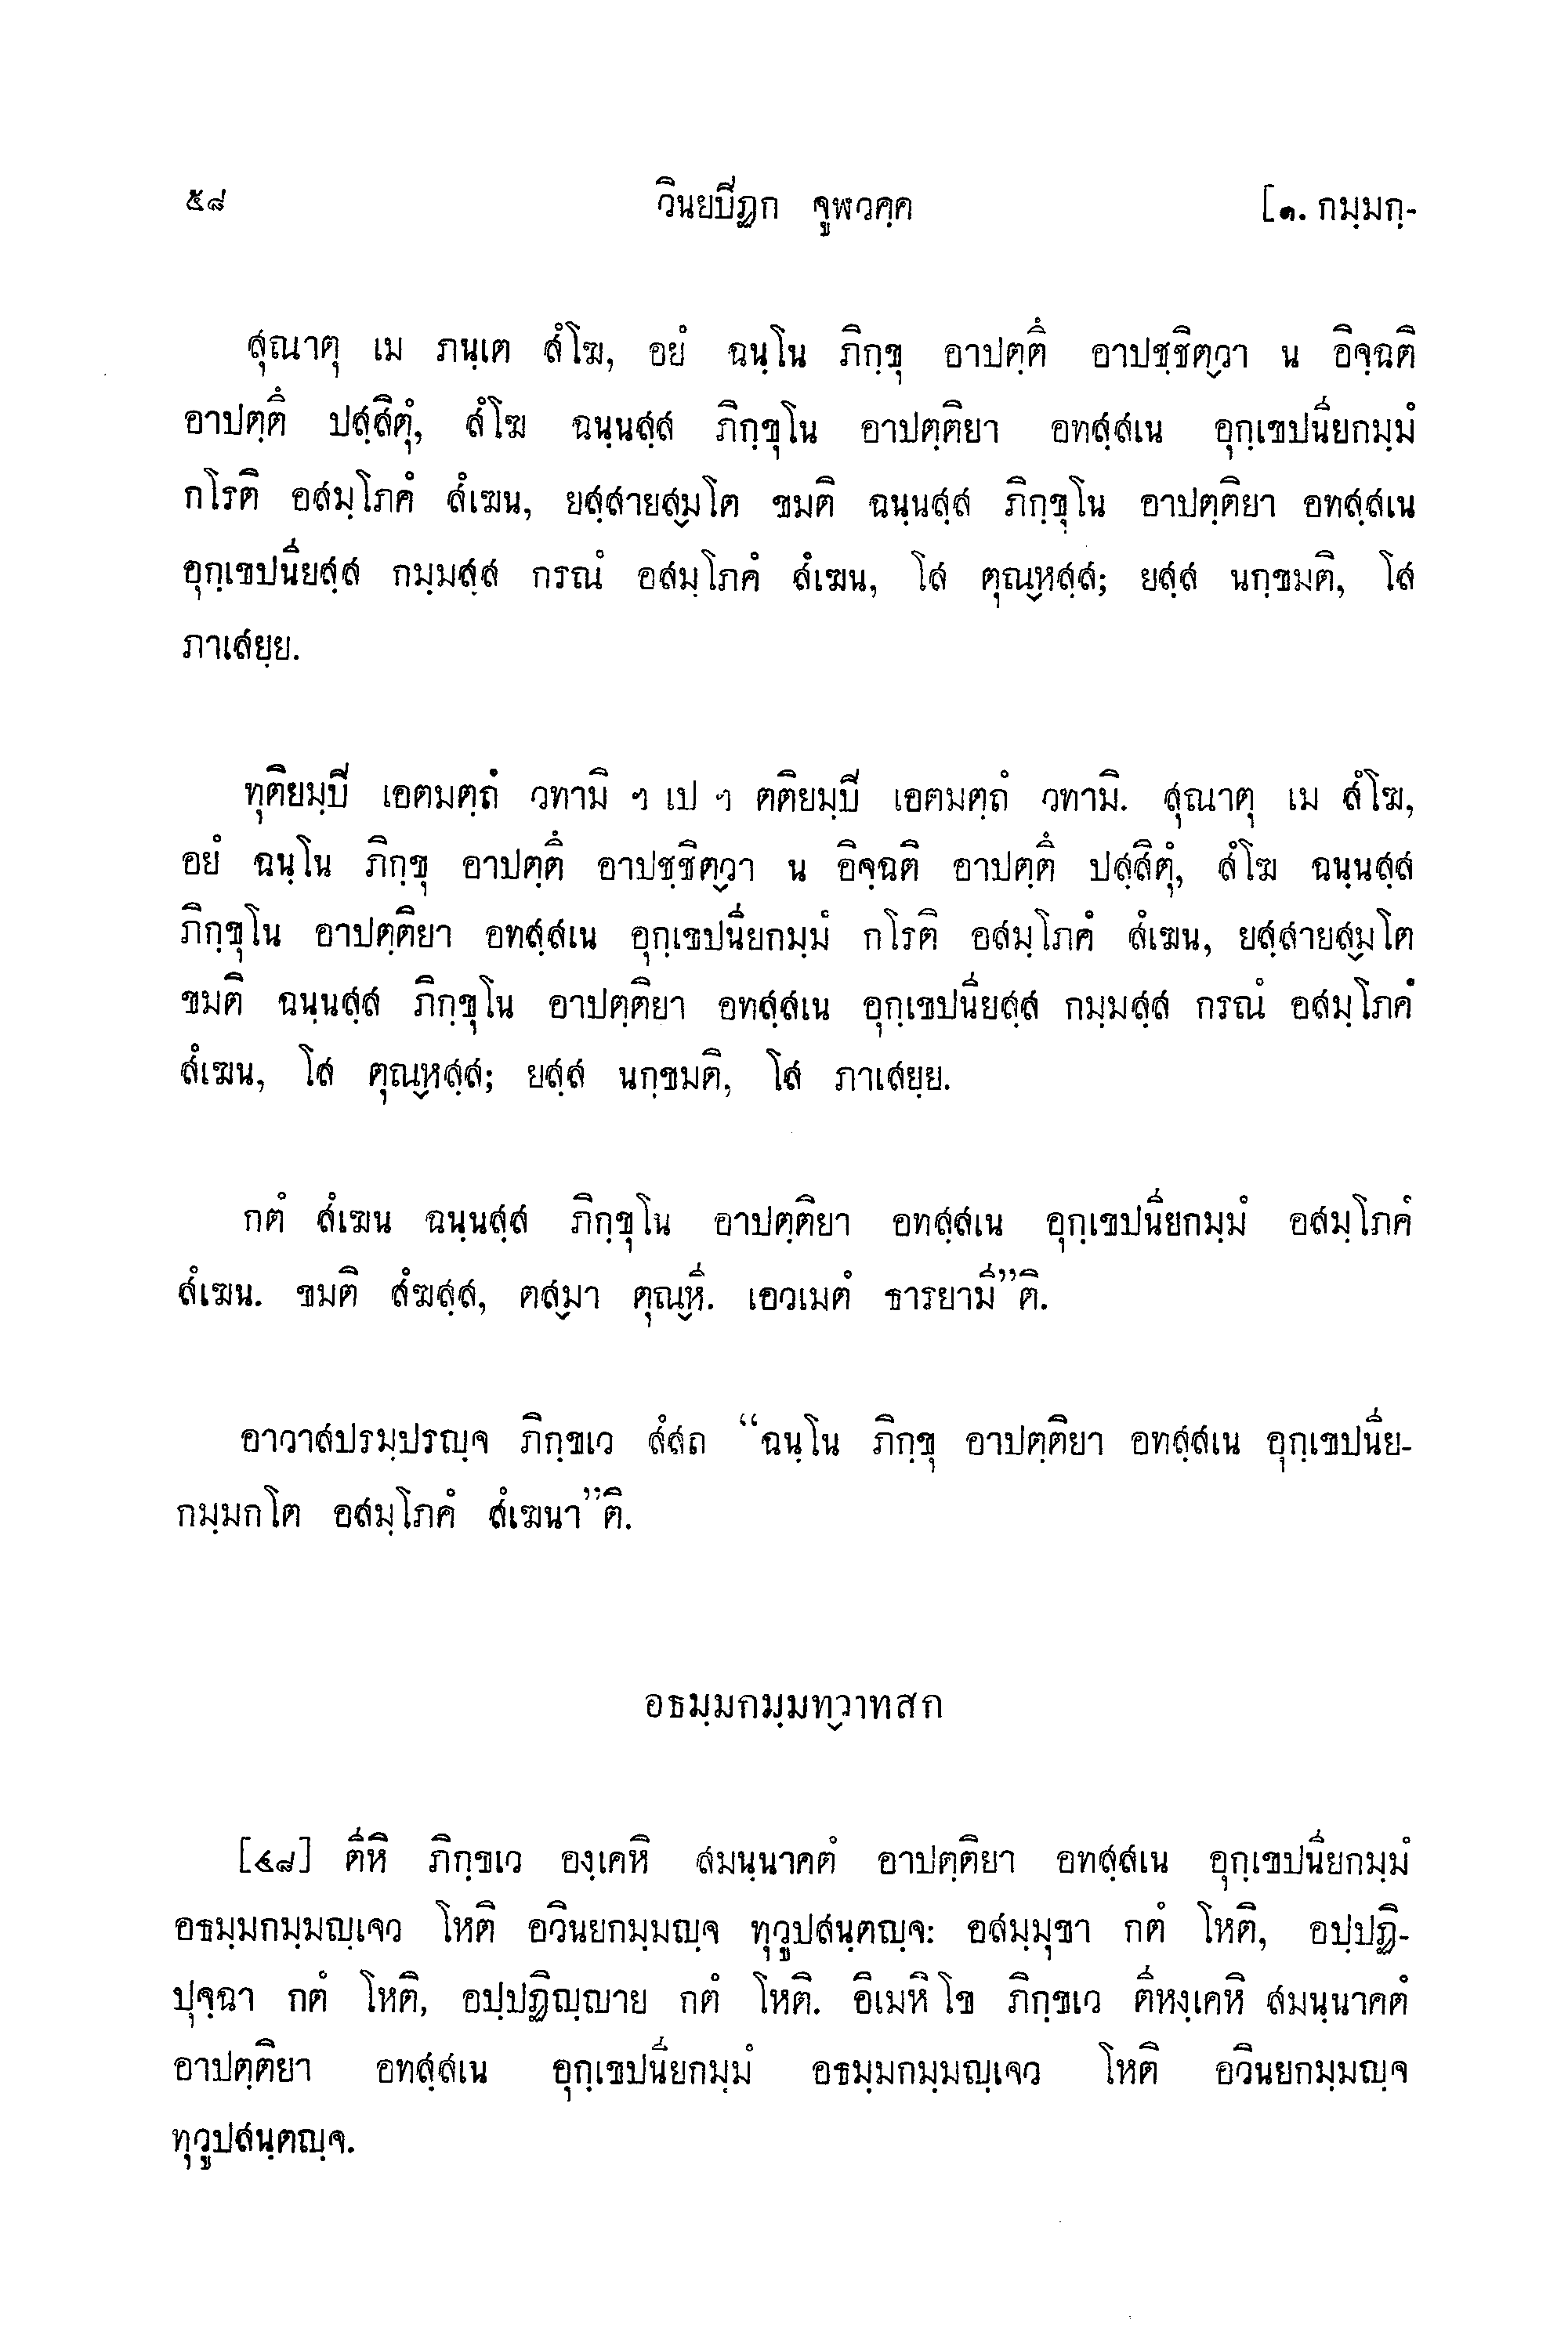 ๕๘ วินยปิฏก จูฬวคฺค [๑. กมฺมกฺ-
สุณาตุ เม ภนฺเต สํโฆ, อยํ ฉนฺโน ภิกฺขุ อาปตฺตึ อาปชฺชิตฺวา น อิจฺฉติ
อาปตฺตึ ปสฺสิตุํ, สํโฆ ฉนฺนสฺส ภิกฺขุโน อาปตฺติยา อทสฺสเน อุกฺเขปนียกมฺมํ
กโรติ อสมฺโภคํ สํเฆน, ยสฺสายสฺมโต ขมติ ฉนฺนสฺส ภิกฺขุโน อาปตฺติยา อทสฺสเน
อุกฺเขปนียสฺส กมฺมสฺส กรณํ อสมฺโภคํ สํเฆน, โส ตุณฺหสฺส; ยสฺส นกฺขมติ, โส
ภาเสยฺย.
ทุติยมฺปิ เอตมตฺถํ วทามิ ฯ เป ฯ ตติยมฺปิ เอตมตฺถํ วทามิ. สุณาตุ เม สํโฆ,
อยํ ฉนฺโน ภิกฺขุ อาปตฺตึ อาปชฺชิตฺวา น อิจฺฉติ อาปตฺตึ ปสฺสิตุํ, สํโฆ ฉนฺนสฺส
ภิกฺขุโน อาปตฺติยา อทสฺสเน อุกฺเขปนียกมฺมํ กโรติ อสมฺโภคํ สํเฆน, ยสฺสายสฺมโต
ขมติ ฉนฺนสฺส ภิกฺขุโน อาปตฺติยา อทสฺสเน อุกฺเขปนียสฺส กมฺมสฺส กรณํ อสมฺโภคํ
สํเฆน, โส ตุณฺหสฺส; ยสฺส นกฺขมติ, โส ภาเสยฺย.
กตํ สํเฆน ฉนฺนสฺส ภิกฺขุโน อาปตฺติยา อทสฺสเน อุกฺเขปนียกมฺมํ อสมฺโภคํ
สํเฆน. ขมติ สํฆสฺส, ตสฺมา ตุณฺหี. เอวเมตํ ธารยามี”ติ.
อาวาสปรมฺปรญฺจ ภิกฺขเว สํสถ “ฉนฺโน ภิกฺขุ อาปตฺติยา อทสฺสเน อุกฺเขปนีย-
กมฺมกโต อสมฺโภคํ สํเฆนา”ติ.
อธมฺมกมฺมทฺวาทสก
[๔๘] ตีหิ ภิกฺขเว องฺเคหิ สมนฺนาคตํ อาปตฺติยา อทสฺสเน อุกฺเขปนียกมฺมํ
อธมฺมกมฺมญฺเจว โหติ อวินยกมฺมญฺจ ทุวูปสนฺตญฺจ: อสมฺมุขา กตํ โหติ, อปฺปฏิ-
ปุจฺฉา กตํ โหติ, อปฺปฏิญฺญาย กตํ โหติ. อิเมหิ โข ภิกฺขเว ตีหงฺเคหิ สมนฺนาคตํ
อาปตฺติยา อทสฺสเน อุกฺเขปนียกมฺมํ อธมฺมกมฺมญฺเจว โหติ อวินยกมฺมญฺจ
ทุวูปสนฺตญฺจ.